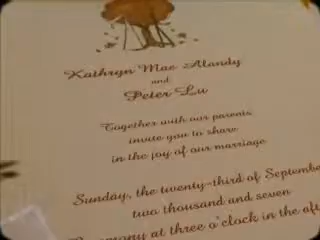 Kathryn Mae Alandy
and
Peter Lu
Together with our parents
invite you to share
in the joy of our marriage
Sunday, the twenty-third of Septembe
two thousand and seven
at three o'clock in the